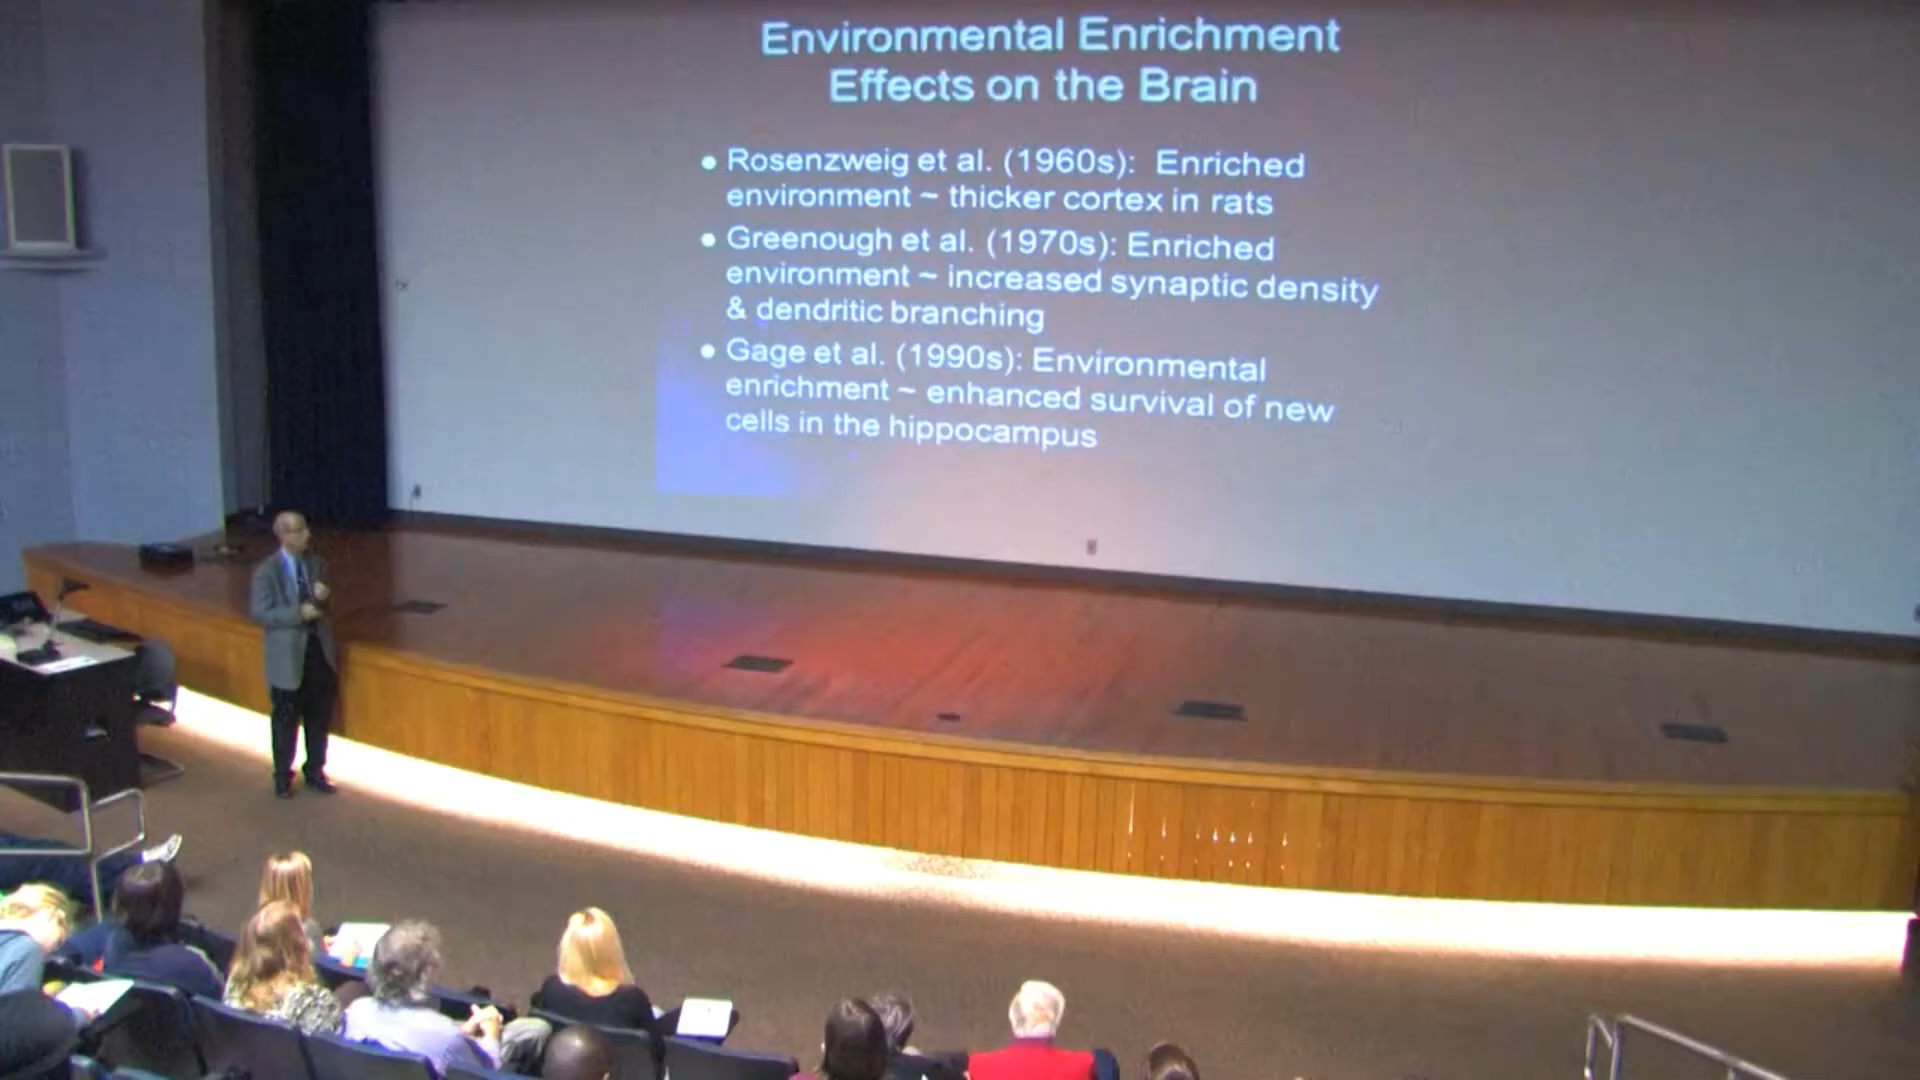 Environmental Enrichment
Effects on the Brain
• Rosenzweig et al. (1960s): Enriched
environment ~ thicker cortex in rats
• Greenough et al. (1970s): Enriched
environment ~ increased synaptic density
& dendritic branching
• Gage et al. (1990s): Environmental
enrichment ~ enhanced survival of new
cells in the hippocampus